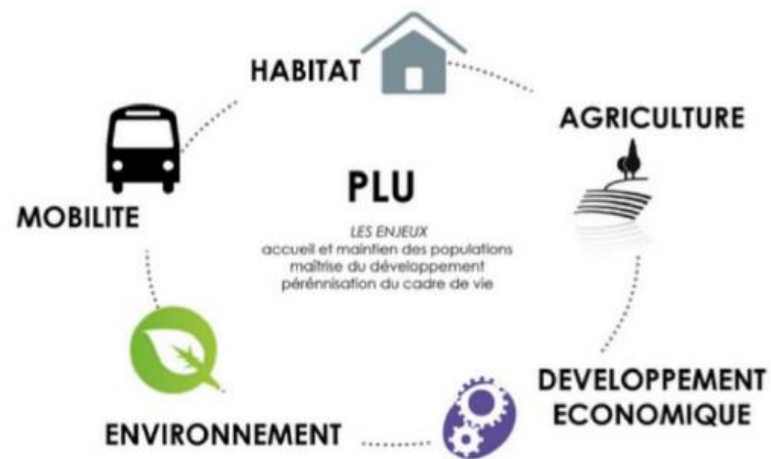 HABITAT
AGRICULTURE
MOBILITE
PLU
LES ENJEUX
accueil et maintien des populations
maîtrise du développement
pérénnisation du cadre de vie
DEVELOPPEMENT
ECONOMIQUE
ENVIRONNEMENT